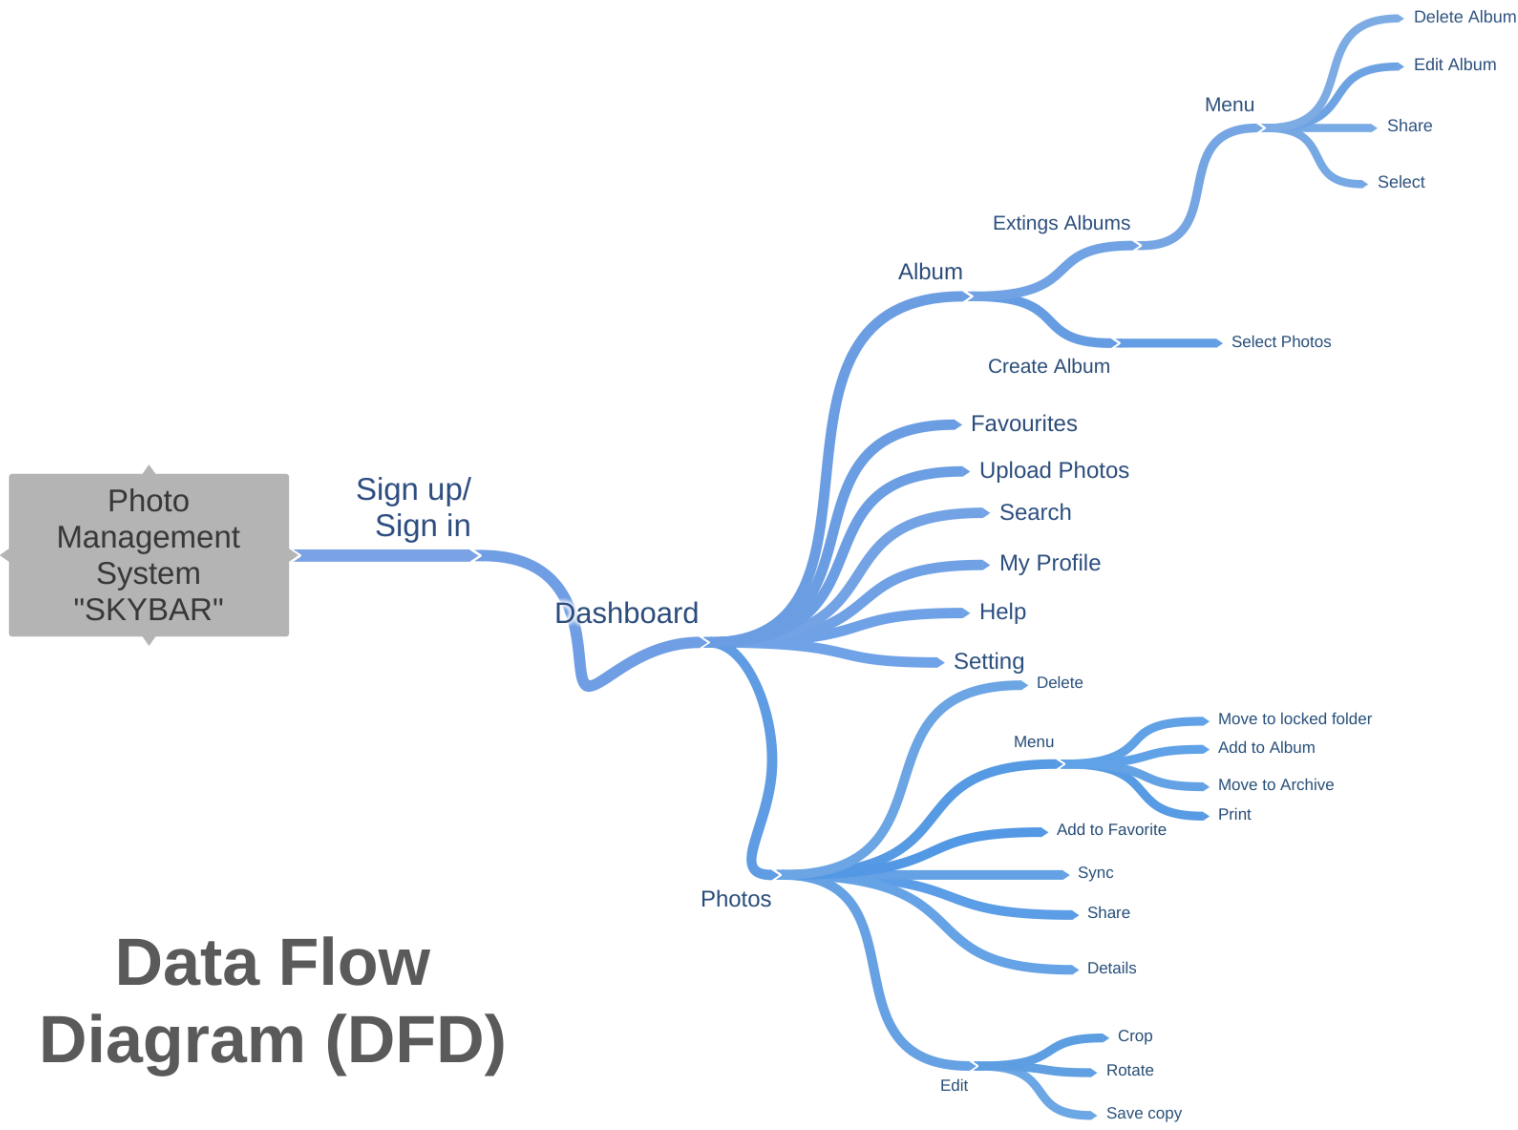 Photo
Management
System
"SKYBAR"
Sign up/
Sign in
Dashboard
Album
Extings Albums
Menu
Delete Album
Edit Album
Share
Select
Create Album
Select Photos
Favourites
Upload Photos
Search
My Profile
Help
Setting
Photos
Delete
Menu
Move to locked folder
Add to Album
Move to Archive
Print
Add to Favorite
Sync
Share
Details
Edit
Crop
Rotate
Save copy
Data Flow
Diagram (DFD)